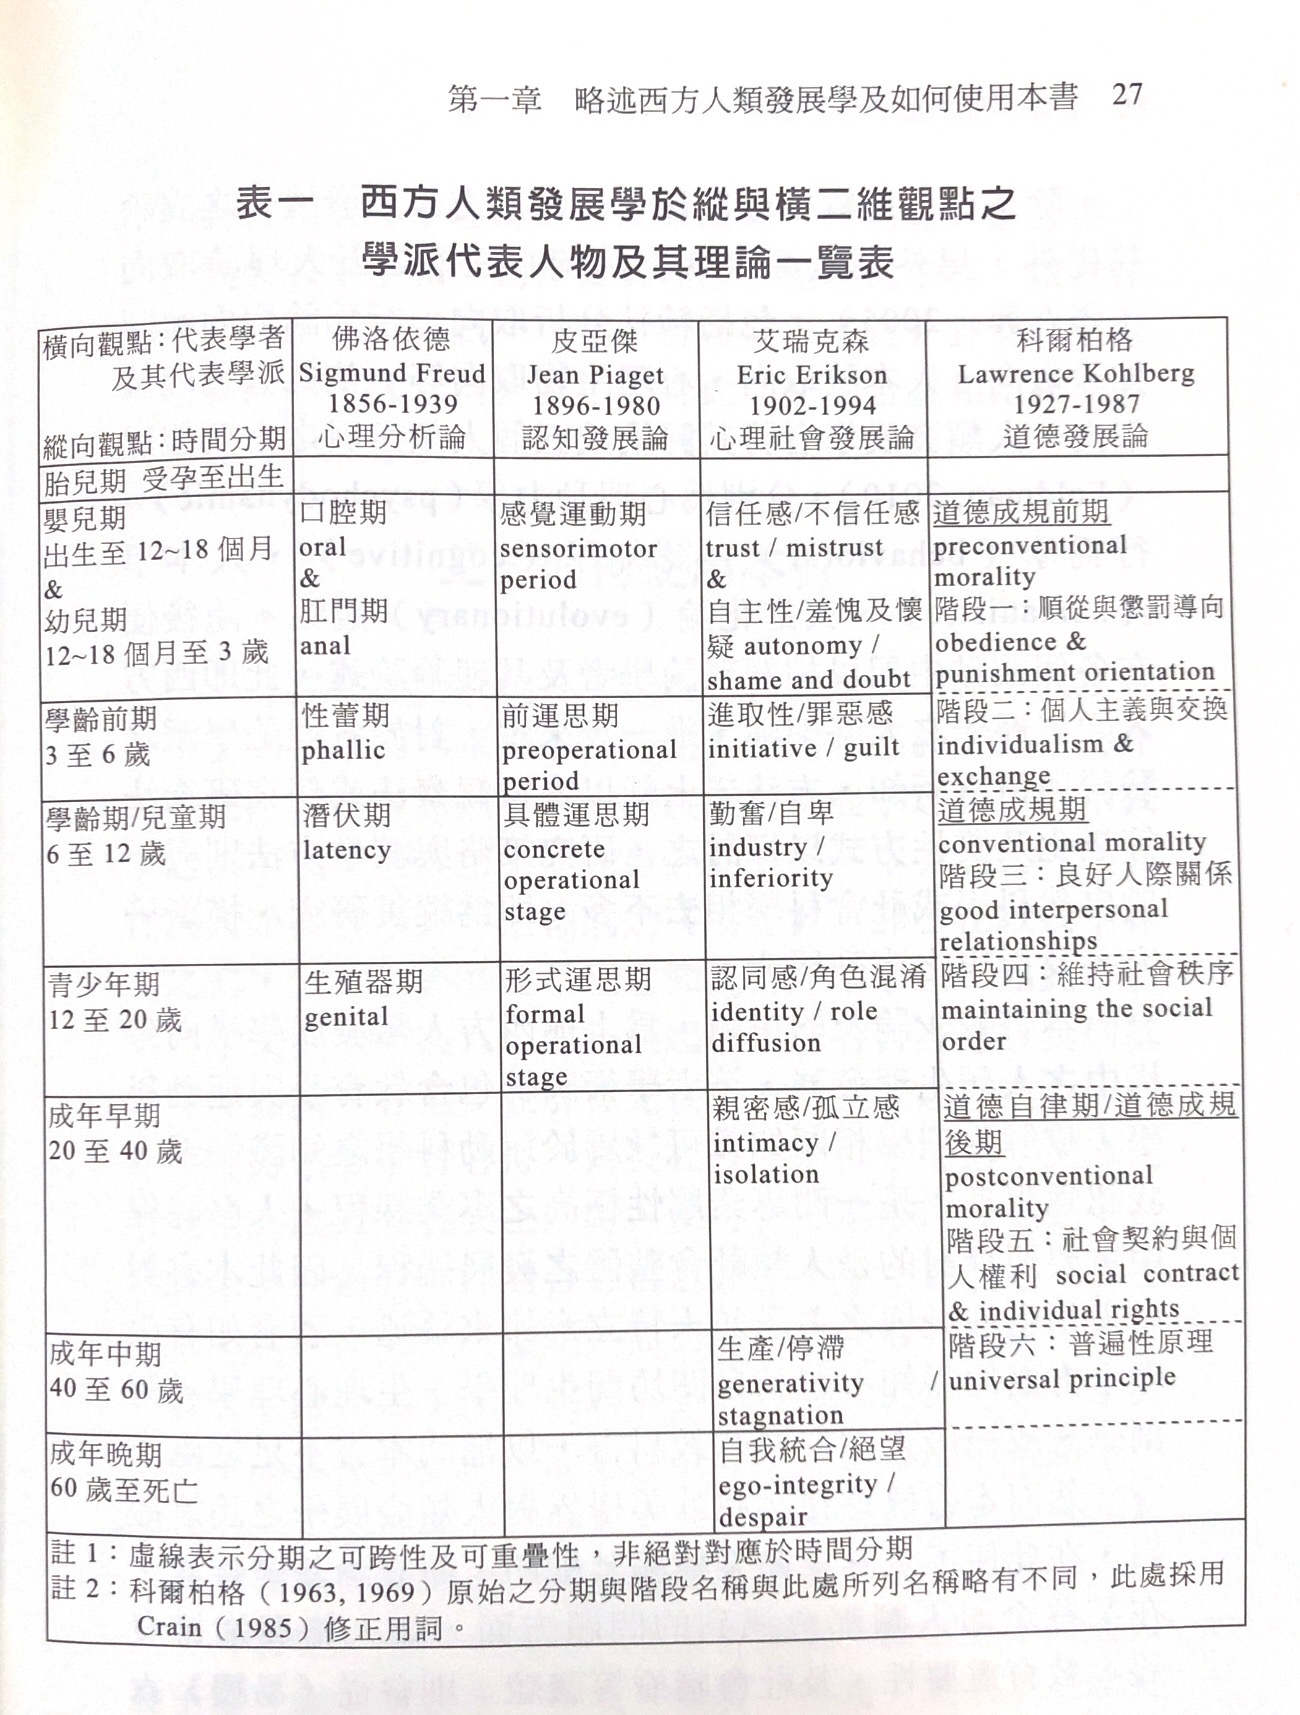 第一章　略述西方人類發展學及如何使用本書　27
表一　西方人類發展學於縱與橫二維觀點之
學派代表人物及其理論一覽表
橫向觀點：代表學者
及其代表學派
縱向觀點：時間分期
佛洛依德
Sigmund Freud
1856-1939
心理分析論
皮亞傑
Jean Piaget
1896-1980
認知發展論
艾瑞克森
Eric Erikson
1902-1994
心理社會發展論
科爾柏格
Lawrence Kohlberg
1927-1987
道德發展論
胎兒期 受孕至出生
嬰兒期
出生至 12~18 個月
&
幼兒期
12~18 個月至 3 歲
口腔期
oral
&
肛門期
anal
感覺運動期
sensorimotor
period
信任感/不信任感
trust / mistrust
&
自主性/羞愧及懷
疑 autonomy /
shame and doubt
道德成規前期
preconventional
morality
階段一：順從與懲罰導向
obedience &
punishment orientation
學齡前期
3 至 6 歲
性蕾期
phallic
前運思期
preoperational
period
進取性/罪惡感
initiative / guilt
階段二：個人主義與交換
individualism &
exchange
學齡期/兒童期
6 至 12 歲
潛伏期
latency
具體運思期
concrete
operational
stage
勤奮/自卑
industry /
inferiority
道德成規期
conventional morality
階段三：良好人際關係
good interpersonal
relationships
青少年期
12 至 20 歲
生殖器期
genital
形式運思期
formal
operational
stage
認同感/角色混淆
identity / role
diffusion
階段四：維持社會秩序
maintaining the social
order
成年早期
20 至 40 歲
親密感/孤立感
intimacy /
isolation
道德自律期/道德成規
後期
postconventional
morality
階段五：社會契約與個
人權利 social contract
& individual rights
成年中期
40 至 60 歲
生產/停滯
generativity /
stagnation
階段六：普遍性原理
universal principle
成年晚期
60 歲至死亡
自我統合/絕望
ego-integrity /
despair
註 1：虛線表示分期之可跨性及可重疊性，非絕對對應於時間分期
註 2：科爾柏格（1963, 1969）原始之分期與階段名稱與此處所列名稱略有不同，此處採用
Crain（1985）修正用詞。